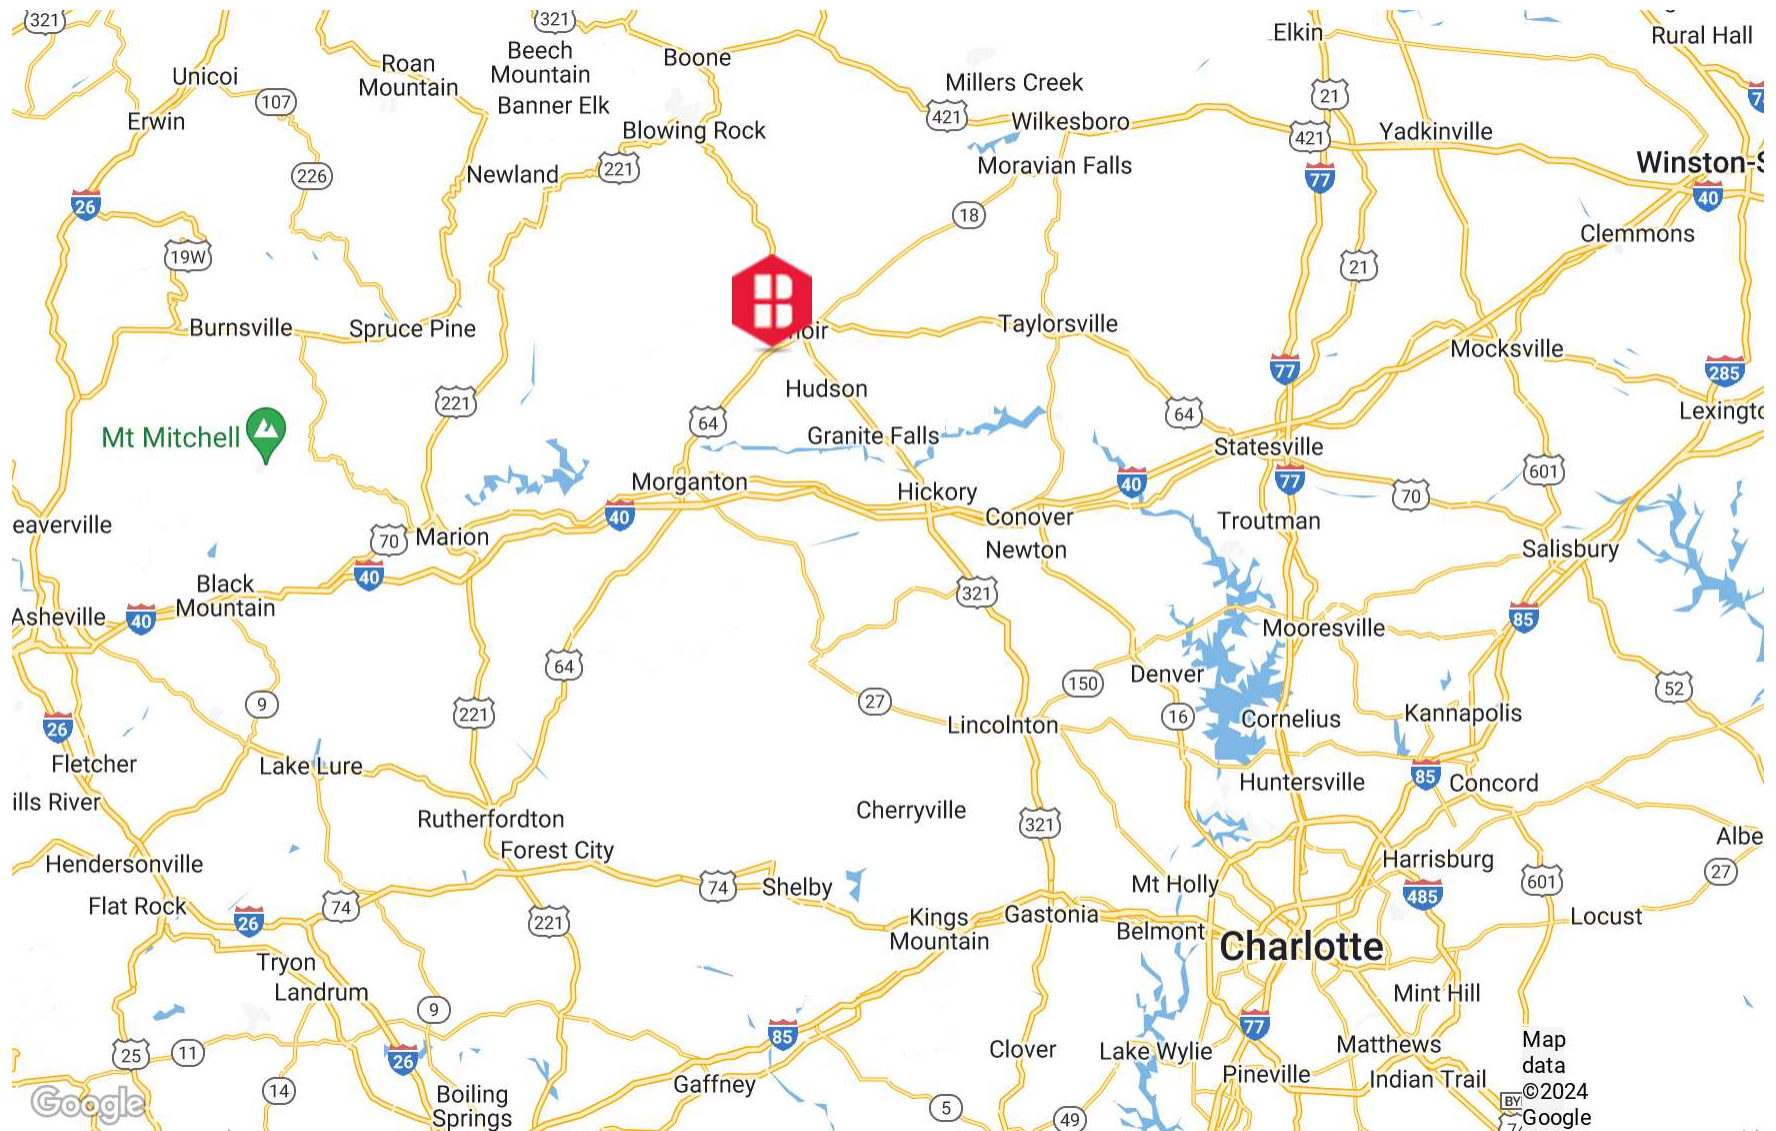 321
321
Elkin
Rural Hall
Beech
Mountain
Boone
Roan
Mountain
Unicoi
Millers Creek
107
Banner Elk
21
421
Wilkesboro
Erwin
Blowing Rock
421
Yadkinville
Moravian Falls
Winston-S
226
Newland
221
77
40
26
18
Clemmons
19W
21
Burnsville
Spruce Pine
Taylorsville
Mocksville
77
285
Hudson
221
64
64
Lexingto
Mt Mitchell
Granite Falls
Statesville
601
Morganton
40
77
70
Hickory
40
Conover
Troutman
eaverville
70
Marion
Newton
Salisbury
40
Black
Mountain
321
Asheville
40
85
Mooresville
64
Denver
150
52
9
27
221
16
Cornelius
Kannapolis
26
Lincolnton
Fletcher
Lake Lure
85
Huntersville
Concord
ills River
Cherryville
Rutherfordton
321
Albe
Forest City
Hendersonville
Harrisburg
27
74
Shelby
Mt Holly
601
485
Flat Rock
74
26
221
Kings
Mountain
Gastonia
Belmont
Locust
Charlotte
Tryon
Landrum
Mint Hill
9
77
85
25
11
26
Clover
Lake Wylie
Matthews
Map
data
©2024
Google
Gaffney
Pineville
Indian Trail
14
Boiling
Springs
5
49
BY
Google